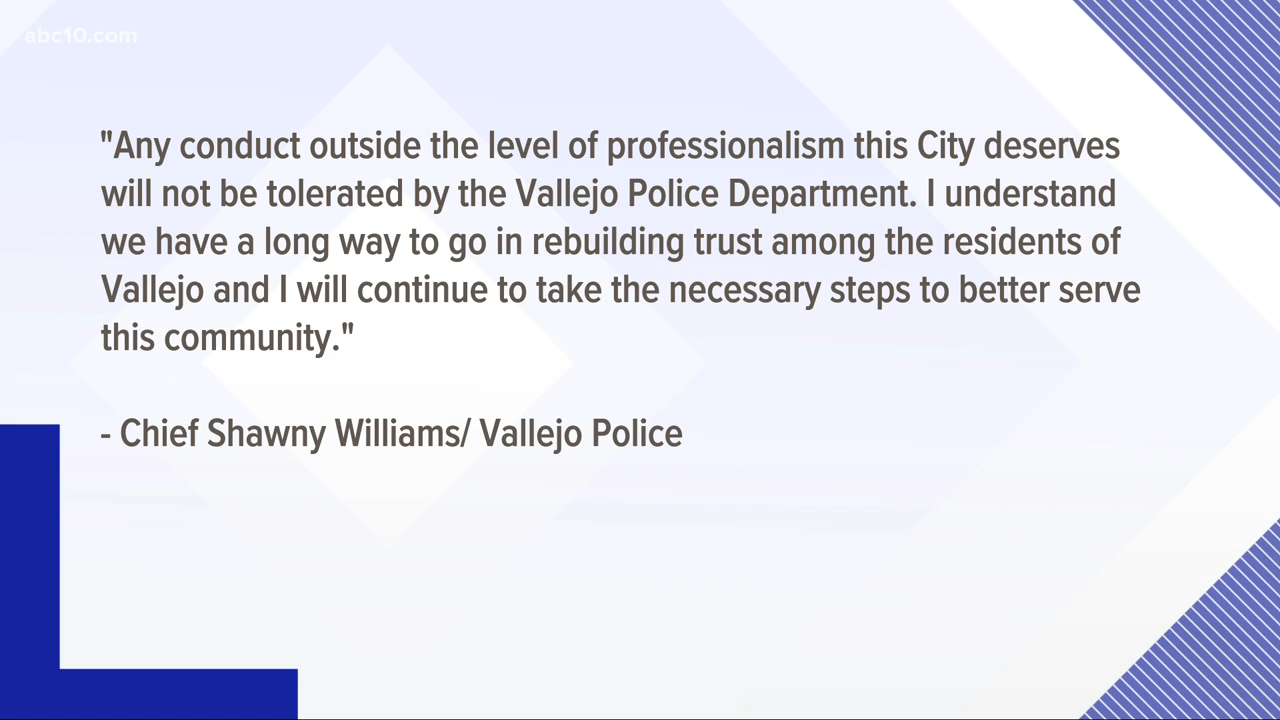 abc10.com
"Any conduct outside the level of professionalism this City deserves
will not be tolerated by the Vallejo Police Department. I understand
we have a long way to go in rebuilding trust among the residents of
Vallejo and I will continue to take the necessary steps to better serve
this community."
- Chief Shawny Williams/ Vallejo Police